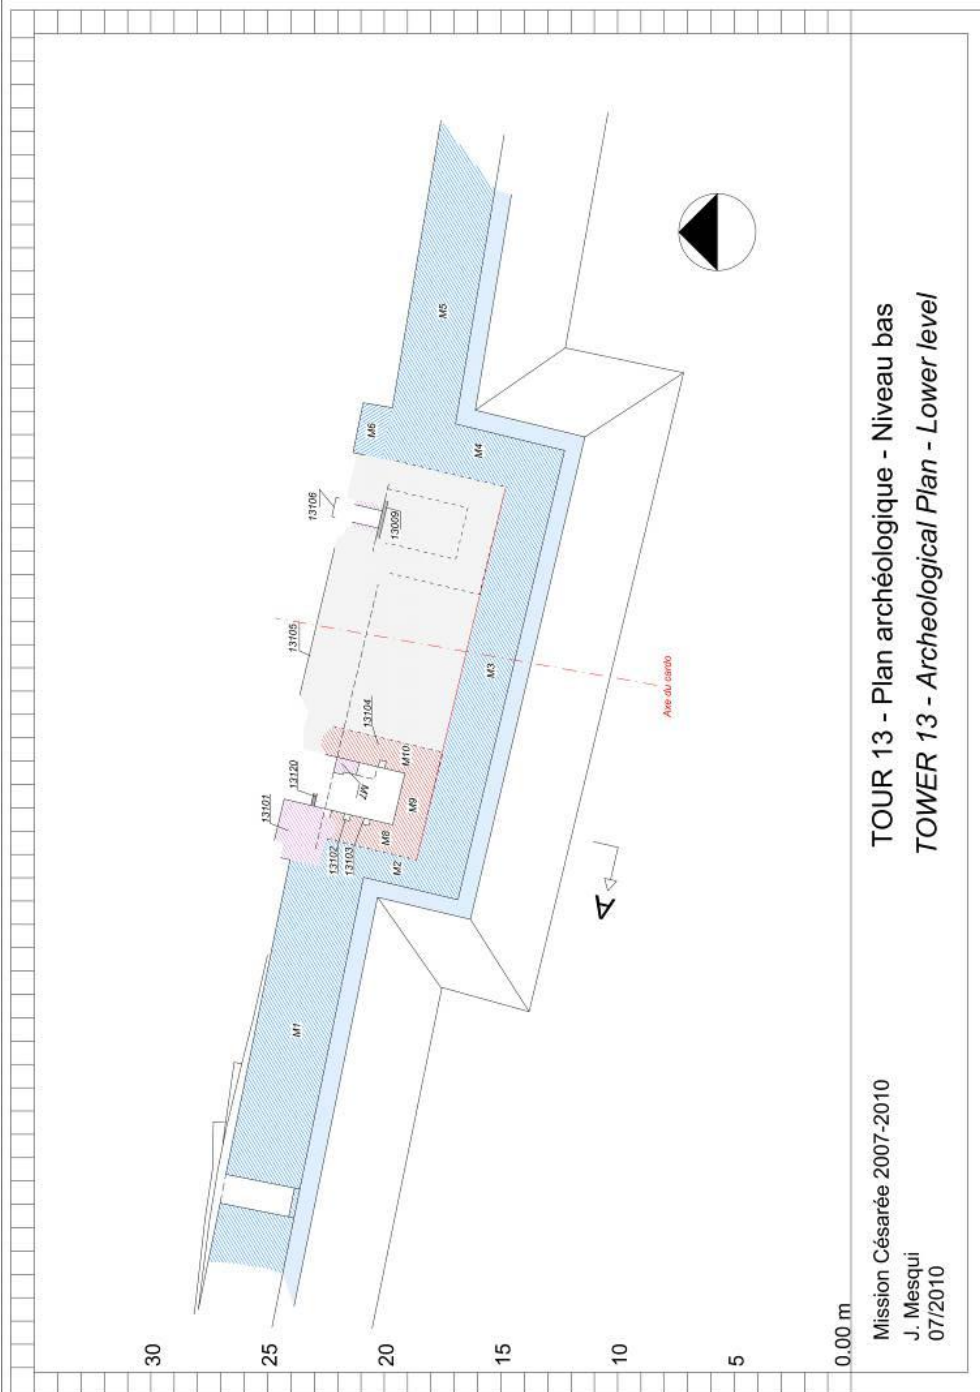 13106
13009
13105
13104
13120
13101
13102
13103
M6
M5
M4
M3
M10
M7
M9
M8
M2
M1
Axe du cardo
A
30
25
20
15
10
5
0.00 m
TOUR 13 - Plan archéologique - Niveau bas
TOWER 13 - Archeological Plan - Lower level
Mission Césarée 2007-2010
J. Mesqui
07/2010